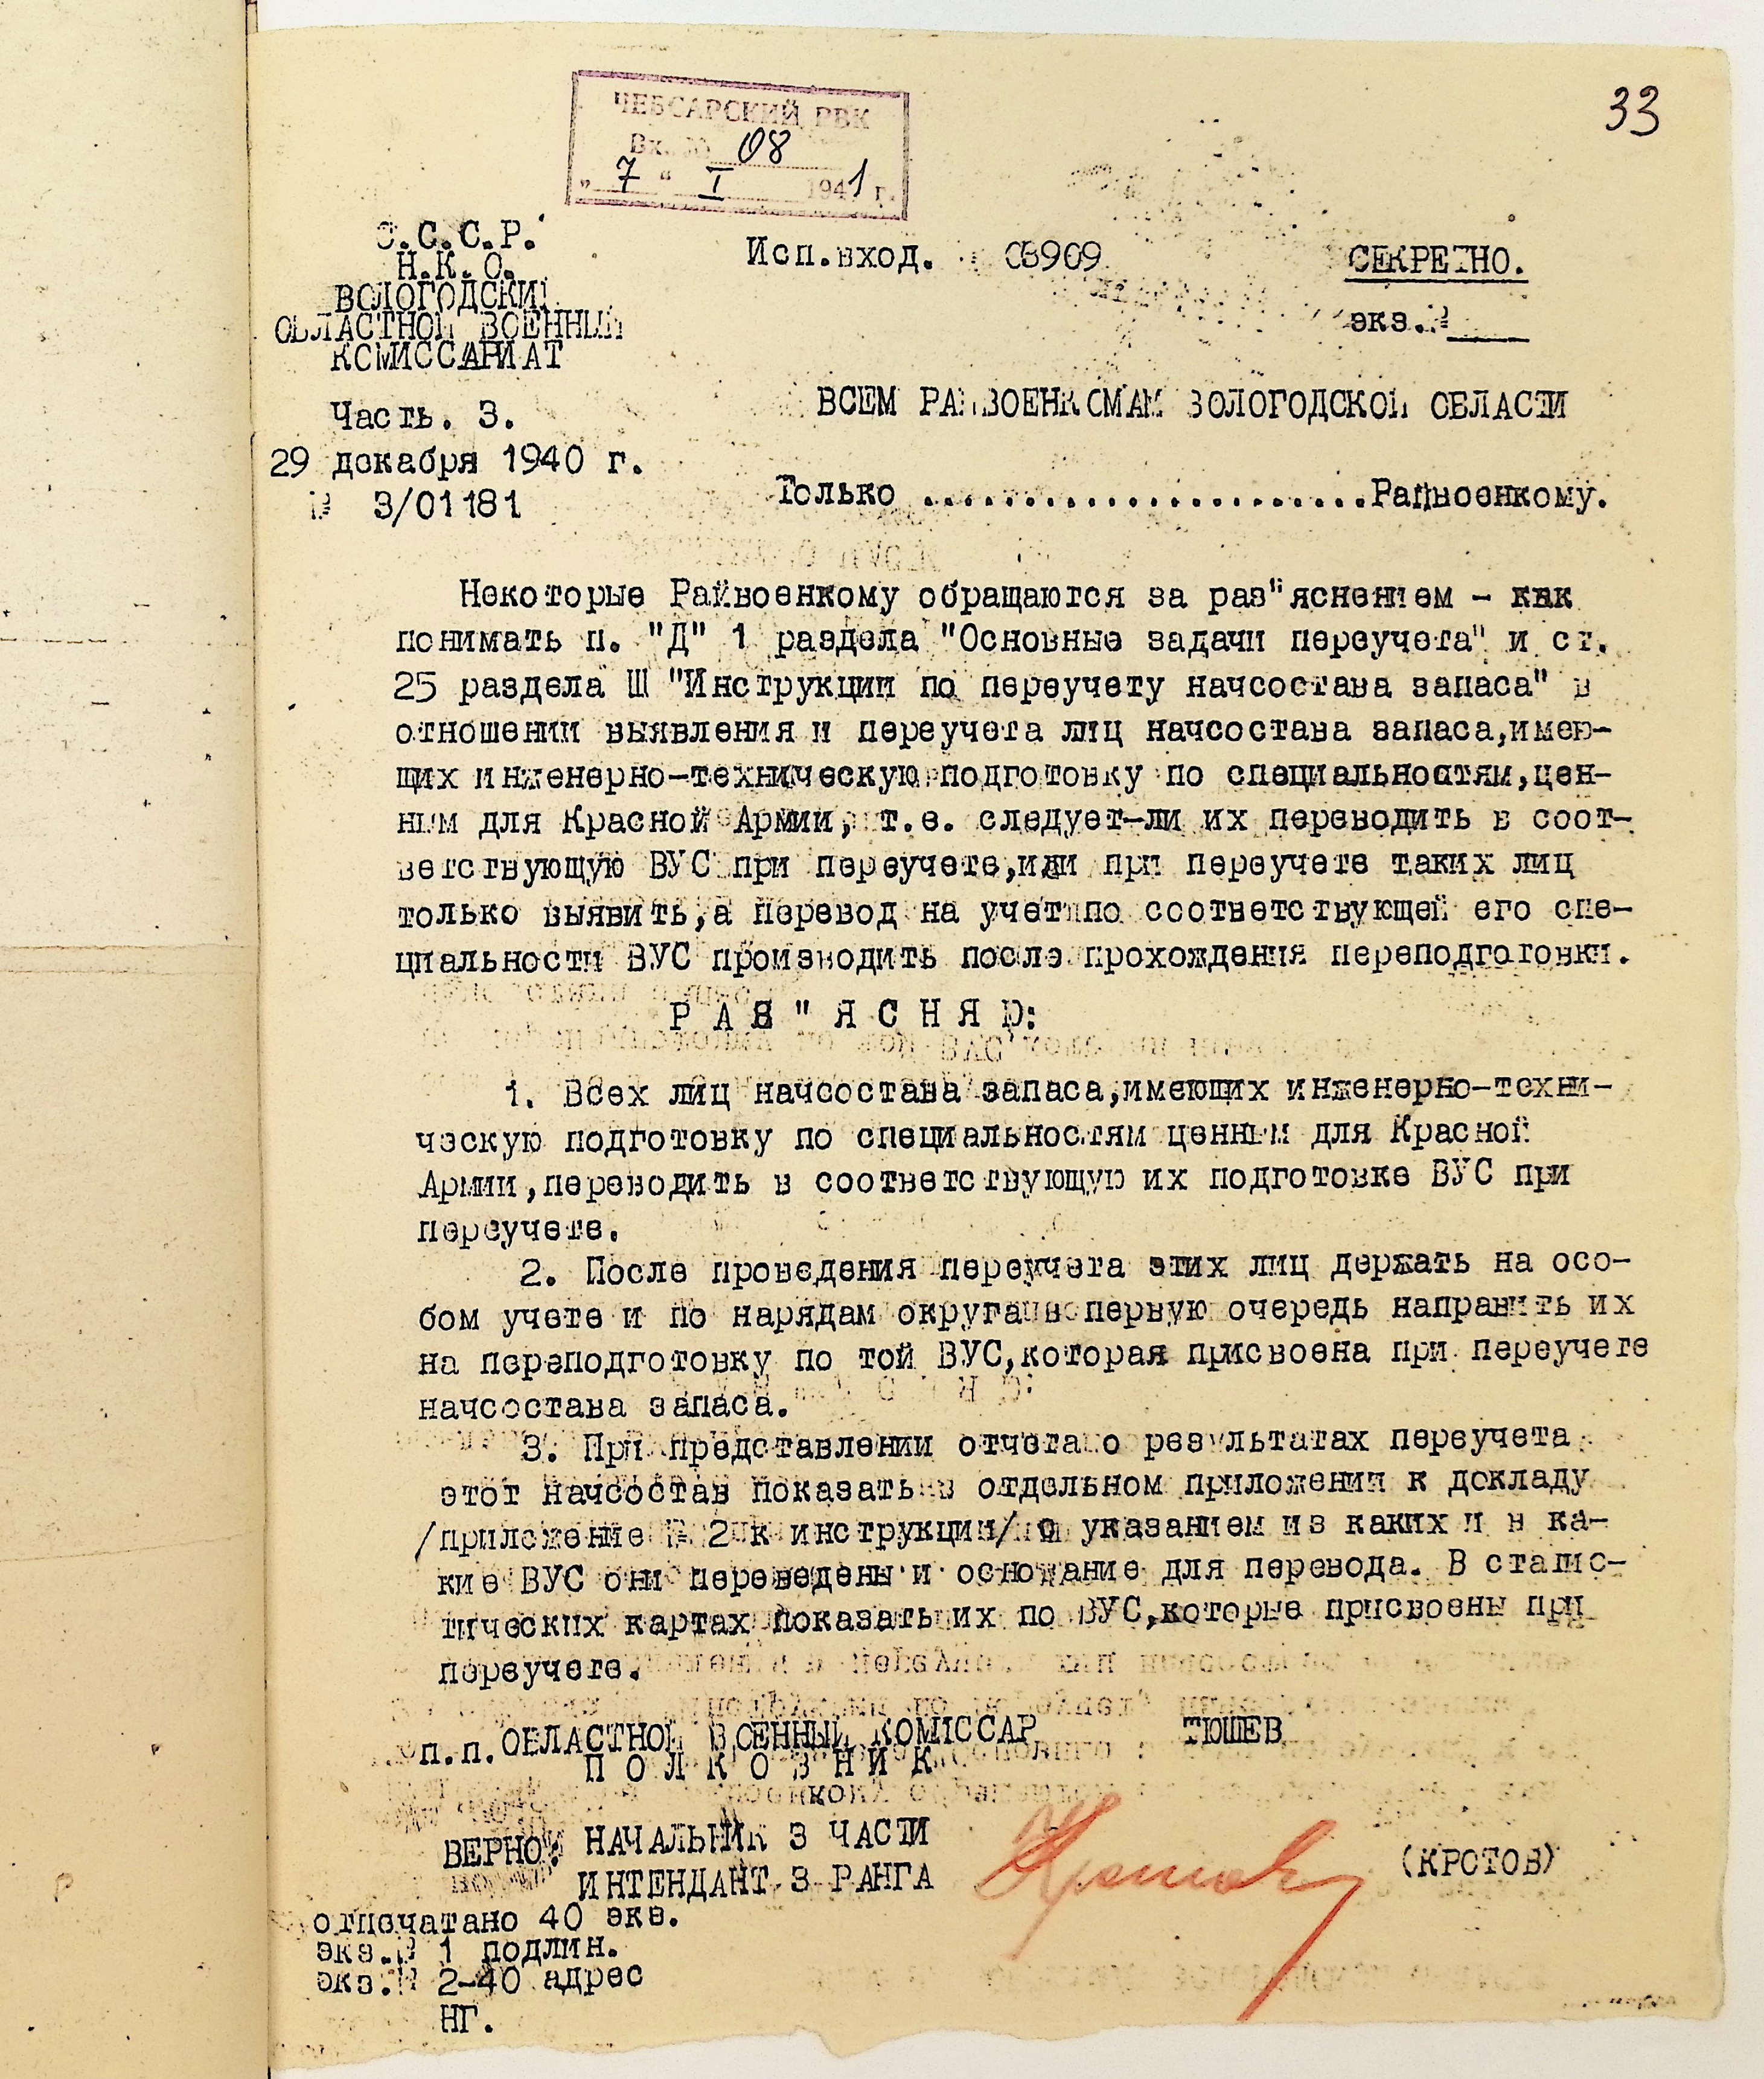 33
ЧЕБСАРСКИЙ РВК
Вх. № 08
„ 7 “ I 1941 г.
С.С.С.Р.
Н.К.О.
ВОЛОГОДСКИЙ
ОБЛАСТНОЙ ВОЕННЫЙ
КОМИССАРИАТ
Часть. 3.
29 декабря 1940 г.
№ 3/01181
Исп.вход. 08909
СЕКРЕТНО.
экз.№
ВСЕМ РАЙВОЕНКОМАМ ВОЛОГОДСКОЙ ОБЛАСТИ
Только ......................Райвоенкому.
Некоторые Райвоенкому обращаются за раз"яснением - как
понимать п. "Д" 1 раздела "Основные задачи переучета" и ст.
25 раздела Ш "Инструкции по переучету начсостава запаса" в
отношении выявления и переучета лиц начсостава запаса,имею-
щих инженерно-техническую подготовку по специальностям,цен-
ным для Красной Армии, т.е. следует-ли их переводить в соот-
ветствующую ВУС при переучете,или при переучете таких лиц
только выявить,а перевод на учет по соответствующей его спе-
циальности ВУС производить после прохождения переподготовки.
Р А З " Я С Н Я Ю:
1. Всех лиц начсостава запаса,имеющих инженерно-техни-
ческую подготовку по специальностям ценным для Красной
Армии,переводить в соответствующую их подготовке ВУС при
переучете.
2. После проведения переучета этих лиц держать на осо-
бом учете и по нарядам округа в первую очередь направить их
на переподготовку по той ВУС,которая присвоена при переучете
начсостава запаса.
3. При представлении отчета о результатах переучета
этот начсостав показать в отдельном приложении к докладу
/приложение № 2 к инструкции/ с указанием из каких и в ка-
кие ВУС они переведены и основание для перевода. В статис-
тических картах показать их по ВУС,которые присвоены при
переучете.
п.п.ОБЛАСТНОЙ ВОЕННЫЙ КОМИССАР ТЮШЕВ
П О Л К О В Н И К
ВЕРНО: НАЧАЛЬНИК 3 ЧАСТИ
ИНТЕНДАНТ 3 РАНГА (КРОТОВ)
отпечатано 40 экз.
экз.№ 1 подлин.
экз.№ 2-40 адрес
НГ.